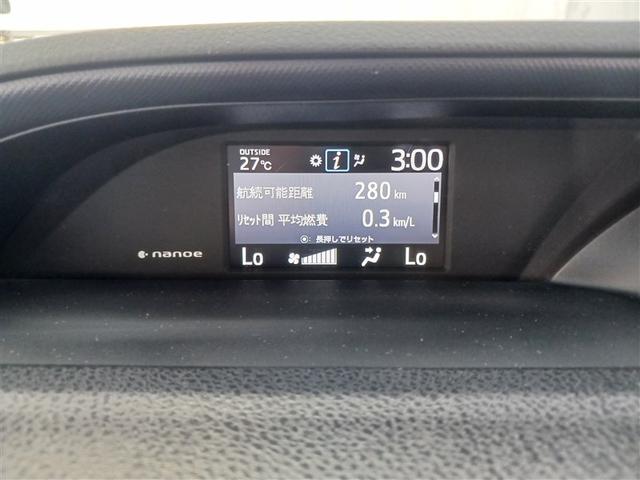 OUTSIDE
27℃
i
3:00
航続可能距離 280 km
リセット間 平均燃費 0.3 km/L
◉: 長押しでリセット
nanoe
Lo Lo